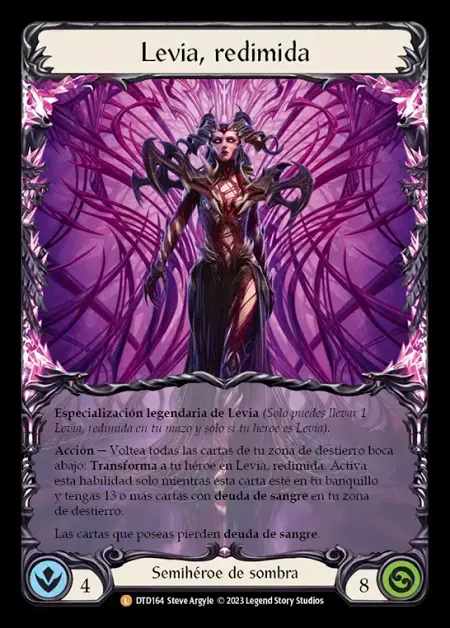 Levia, redimida
Especialización legendaria de Levia (Solo puedes llevar 1
Levia, redimida en tu mazo y solo si tu héroe es Levia).
Acción — Voltea todas las cartas de tu zona de destierro boca
abajo: Transforma a tu héroe en Levia, redimida. Activa
esta habilidad solo mientras esta carta esté en tu banquillo
y tengas 13 o más cartas con deuda de sangre en tu zona
de destierro.
Las cartas que poseas pierden deuda de sangre.
4
Semihéroe de sombra
8
L DTD164 Steve Argyle © 2023 Legend Story Studios